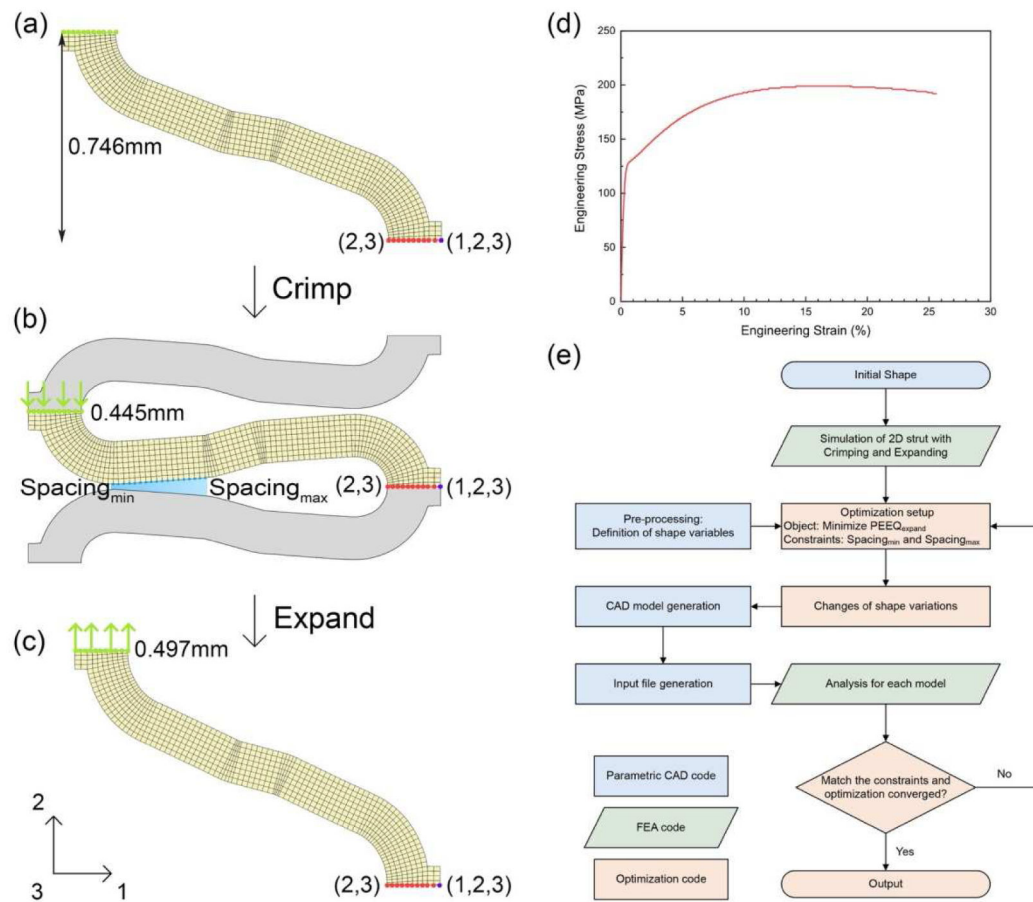 (a)
0.746mm
(2,3)
(1,2,3)
Crimp
(b)
0.445mm
Spacingmin
Spacingmax
(2,3)
(1,2,3)
Expand
(c)
0.497mm
2
3
1
(2,3)
(1,2,3)
(d)
Engineering Stress (MPa)
250
200
150
100
50
0
0
5
10
15
20
25
30
Engineering Strain (%)
(e)
Initial Shape
Simulation of 2D strut with
Crimping and Expanding
Pre-processing:
Definition of shape variables
Optimization setup
Object: Minimize PEEQexpand
Constraints: Spacingmin and Spacingmax
CAD model generation
Changes of shape variations
Input file generation
Analysis for each model
Parametric CAD code
FEA code
Optimization code
Match the constraints and
optimization converged?
No
Yes
Output